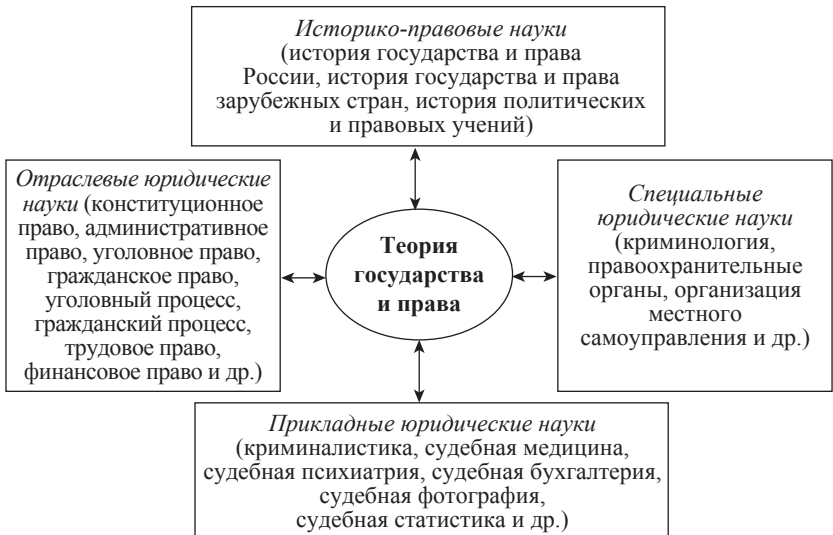 Историко-правовые науки
(история государства и права
России, история государства и права
зарубежных стран, история политических
и правовых учений)
Отраслевые юридические
науки (конституционное
право, административное
право, уголовное право,
гражданское право,
уголовный процесс,
гражданский процесс,
трудовое право,
финансовое право и др.)
Теория
государства
и права
Специальные
юридические науки
(криминология,
правоохранительные
органы, организация
местного
самоуправления и др.)
Прикладные юридические науки
(криминалистика, судебная медицина,
судебная психиатрия, судебная бухгалтерия,
судебная фотография,
судебная статистика и др.)